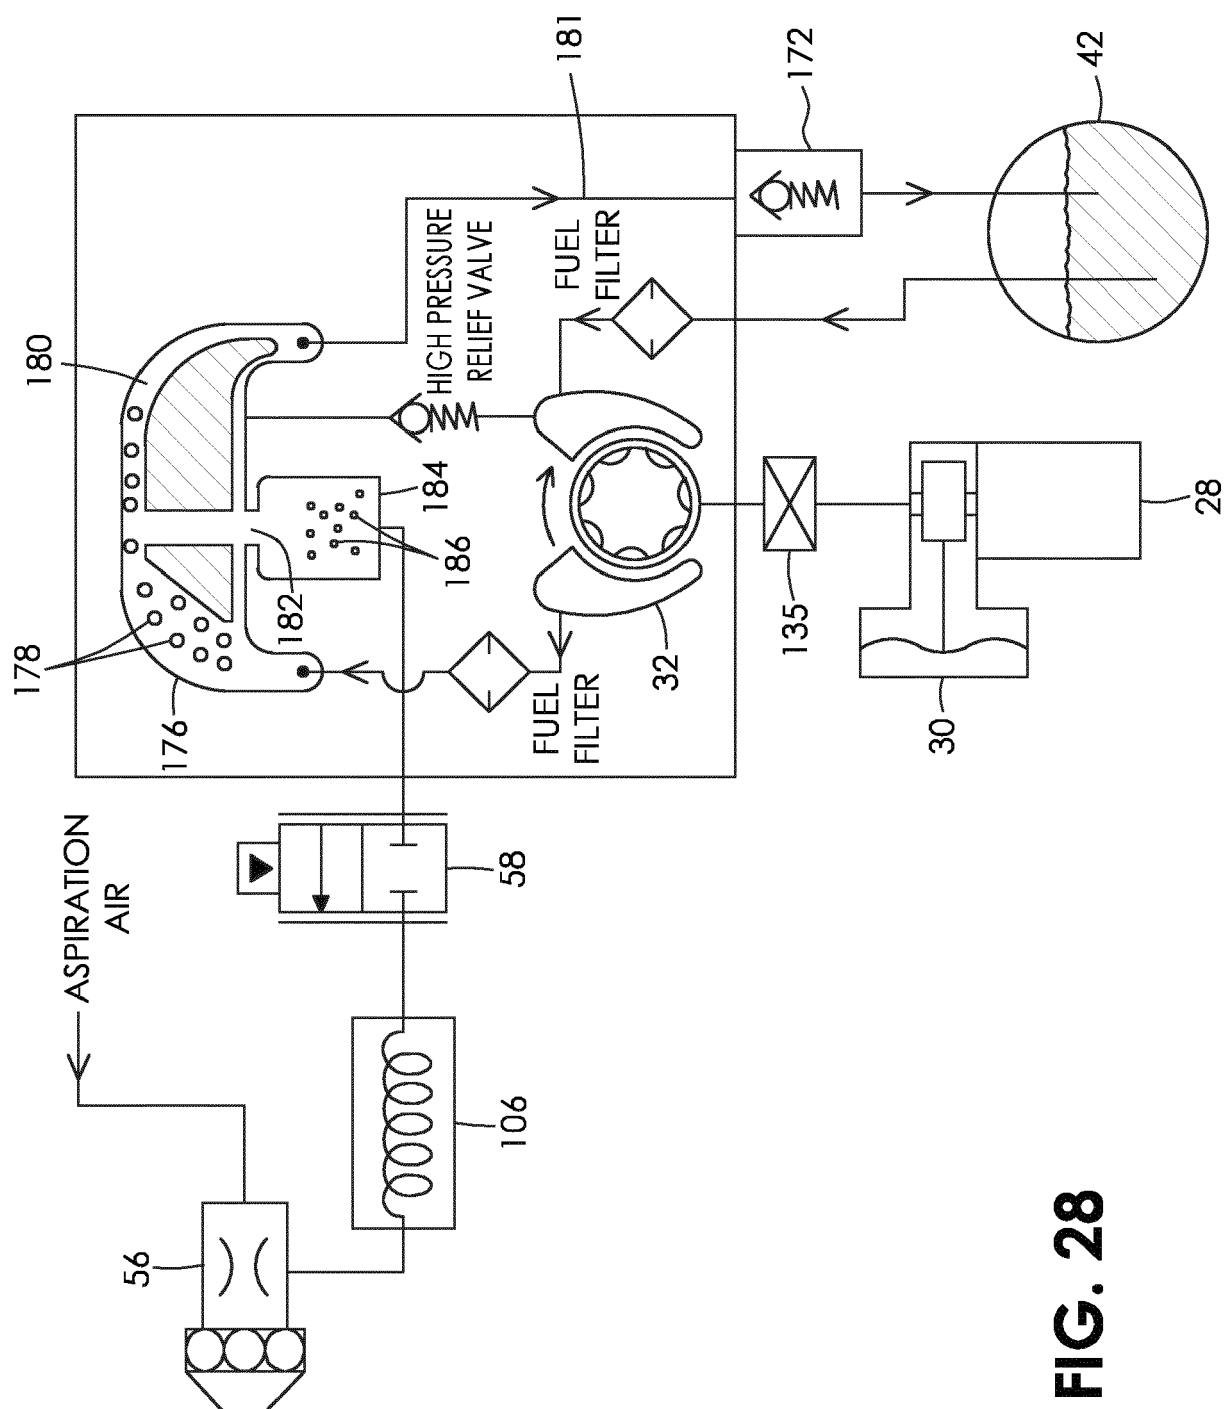 178
180
ASPIRATION
AIR
56
176
182
184
HIGH PRESSURE
RELIEF VALVE
186
106
58
FUEL
FILTER
FUEL
FILTER
181
32
135
172
30
42
28
FIG. 28